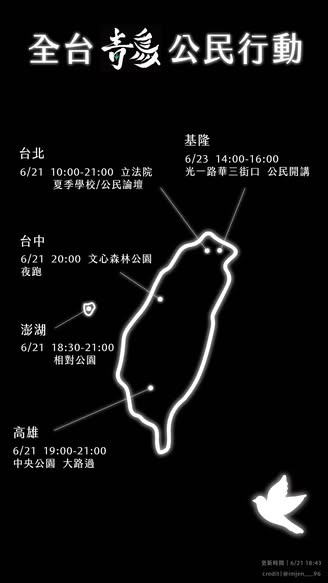 全台 青鳥 公民行動
基隆
6/23 14:00-16:00
光一路華三街口 公民開講
台北
6/21 10:00-21:00 立法院
夏季學校/公民論壇
台中
6/21 20:00 文心森林公園
夜跑
澎湖
6/21 18:30-21:00
相對公園
高雄
6/21 19:00-21:00
中央公園 大路過
更新時間｜6/21 18:43